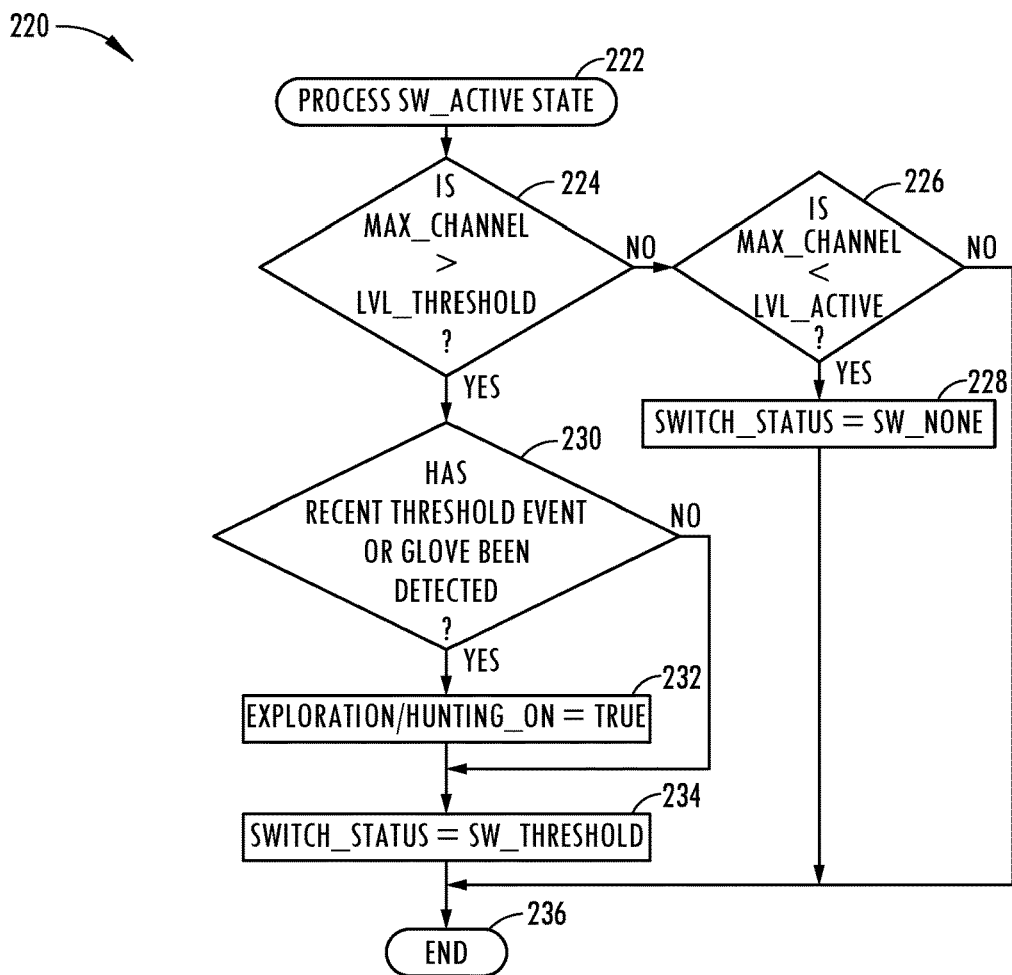 220
222
PROCESS SW_ACTIVE STATE
224
IS
MAX_CHANNEL
>
LVL_THRESHOLD
?
NO
YES
226
IS
MAX_CHANNEL
<
LVL_ACTIVE
?
NO
YES
228
SWITCH_STATUS = SW_NONE
230
HAS
RECENT THRESHOLD EVENT
OR GLOVE BEEN
DETECTED
?
NO
YES
232
EXPLORATION/HUNTING_ON = TRUE
234
SWITCH_STATUS = SW_THRESHOLD
236
END